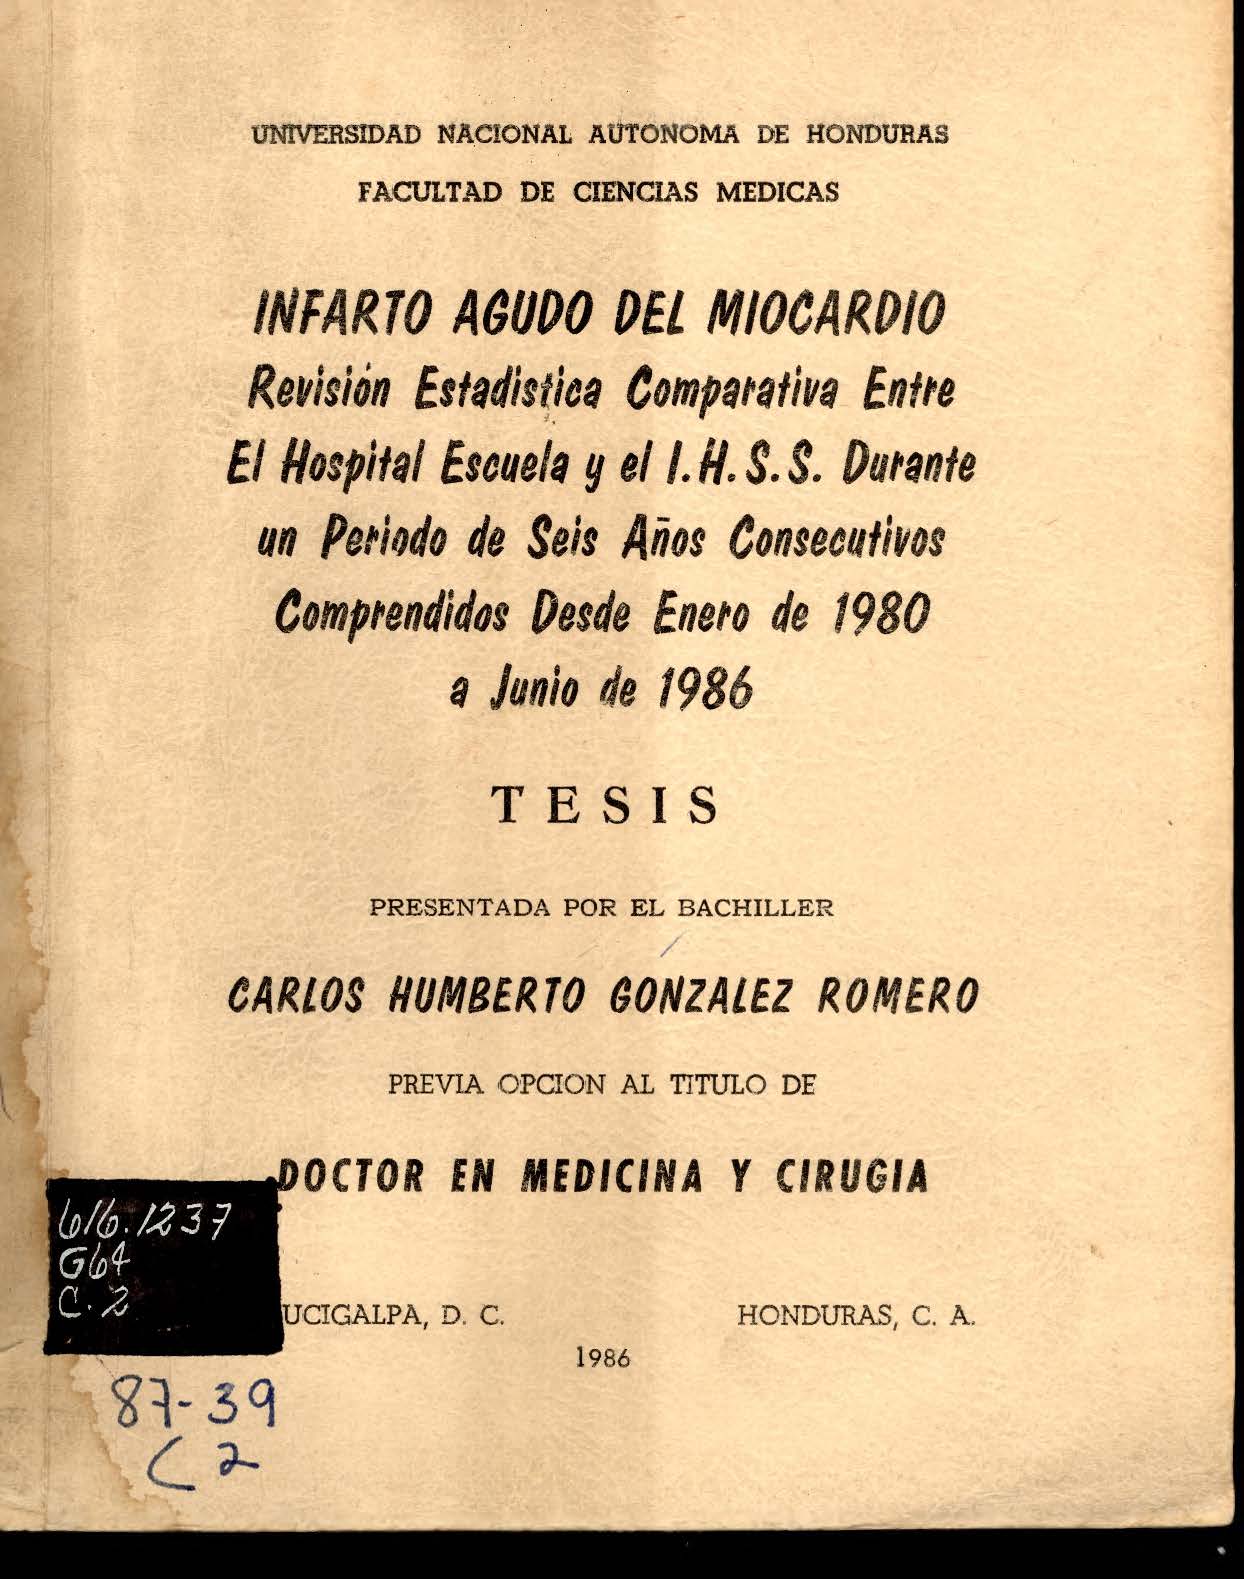 UNIVERSIDAD NACIONAL AUTONOMA DE HONDURAS
FACULTAD DE CIENCIAS MEDICAS
INFARTO AGUDO DEL MIOCARDIO
Revisión Estadistica Comparativa Entre
El Hospital Escuela y el I.H.S.S. Durante
un Periodo de Seis Años Consecutivos
Comprendidos Desde Enero de 1980
a Junio de 1986
TESIS
PRESENTADA POR EL BACHILLER
CARLOS HUMBERTO GONZALEZ ROMERO
PREVIA OPCION AL TITULO DE
DOCTOR EN MEDICINA Y CIRUGIA
616.1237
G64
C.2
UCIGALPA, D. C. HONDURAS, C. A.
1986
87-39
C 2